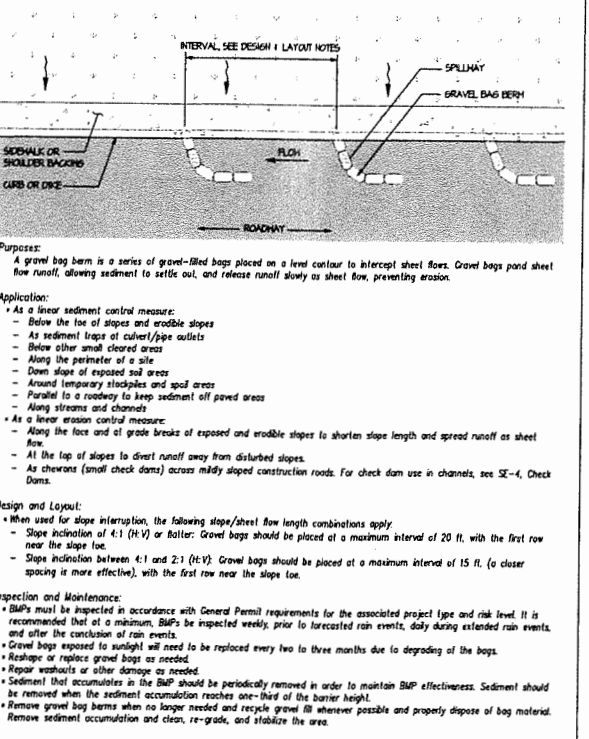 INTERVAL, SEE DESIGN & LAYOUT NOTES
SPILLWAY
GRAVEL BAG BERM
SIDEWALK OR
SHOULDER BACKING
FLOW
CURB OR DIKE
ROADWAY
Purposes:
A gravel bag berm is a series of gravel-filled bags placed on a level contour to intercept sheet flows. Gravel bags pond sheet
flow runoff, allowing sediment to settle out, and release runoff slowly as sheet flow, preventing erosion.
Application:
• As a linear sediment control measure:
- Below the toe of slopes and erodible slopes
- As sediment traps at culvert/pipe outlets
- Below other small cleared areas
- Along the perimeter of a site
- Down slope of exposed soil areas
- Around temporary stockpiles and spoil areas
- Parallel to a roadway to keep sediment off paved areas
- Along streams and channels
• As a linear erosion control measure:
- Along the face and at grade breaks of exposed and erodible slopes to shorten slope length and spread runoff as sheet
flow.
- At the top of slopes to divert runoff away from disturbed slopes.
- As chevrons (small check dams) across mildly sloped construction roads. For check dam use in channels, see SE-4, Check
Dams.
esign and Layout:
• When used for slope interruption, the following slope/sheet flow length combinations apply
- Slope inclination of 4:1 (H:V) or flatter: Gravel bags should be placed at a maximum interval of 20 ft, with the first row
near the slope toe.
- Slope inclination between 4:1 and 2:1 (H:V): Gravel bags should be placed at a maximum interval of 15 ft. (a closer
spacing is more effective), with the first row near the slope toe.
spection and Maintenance:
• BMPs must be inspected in accordance with General Permit requirements for the associated project type and risk level. It is
recommended that at a minimum, BMPs be inspected weekly, prior to forecasted rain events, daily during extended rain events,
and after the conclusion of rain events.
• Gravel bags exposed to sunlight will need to be replaced every two to three months due to degrading of the bags.
• Reshape or replace gravel bags as needed.
• Repair washouts or other damage as needed.
• Sediment that accumulates in the BMP should be periodically removed in order to maintain BMP effectiveness. Sediment should
be removed when the sediment accumulation reaches one-third of the barrier height.
• Remove gravel bag berms when no longer needed and recycle gravel fill whenever possible and properly dispose of bag material.
Remove sediment accumulation and clean, re-grade, and stabilize the area.